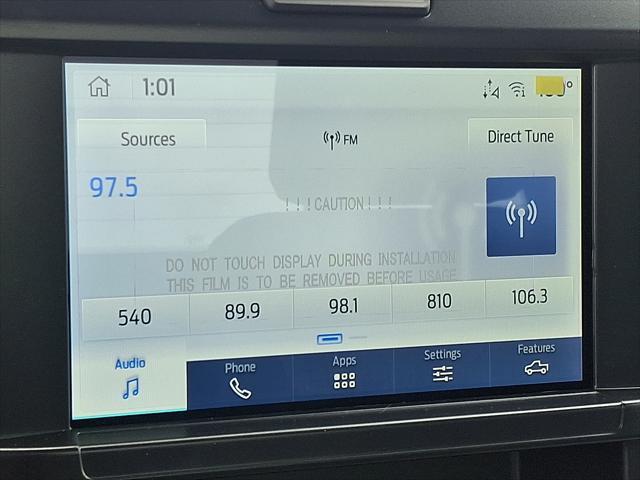 1:01
Sources
FM
Direct Tune
97.5
!!!CAUTION!!!
DO NOT TOUCH DISPLAY DURING INSTALLATION
THIS FILM IS TO BE REMOVED BEFORE USAGE
540 89.9 98.1 810 106.3
Audio Phone Apps Settings Features